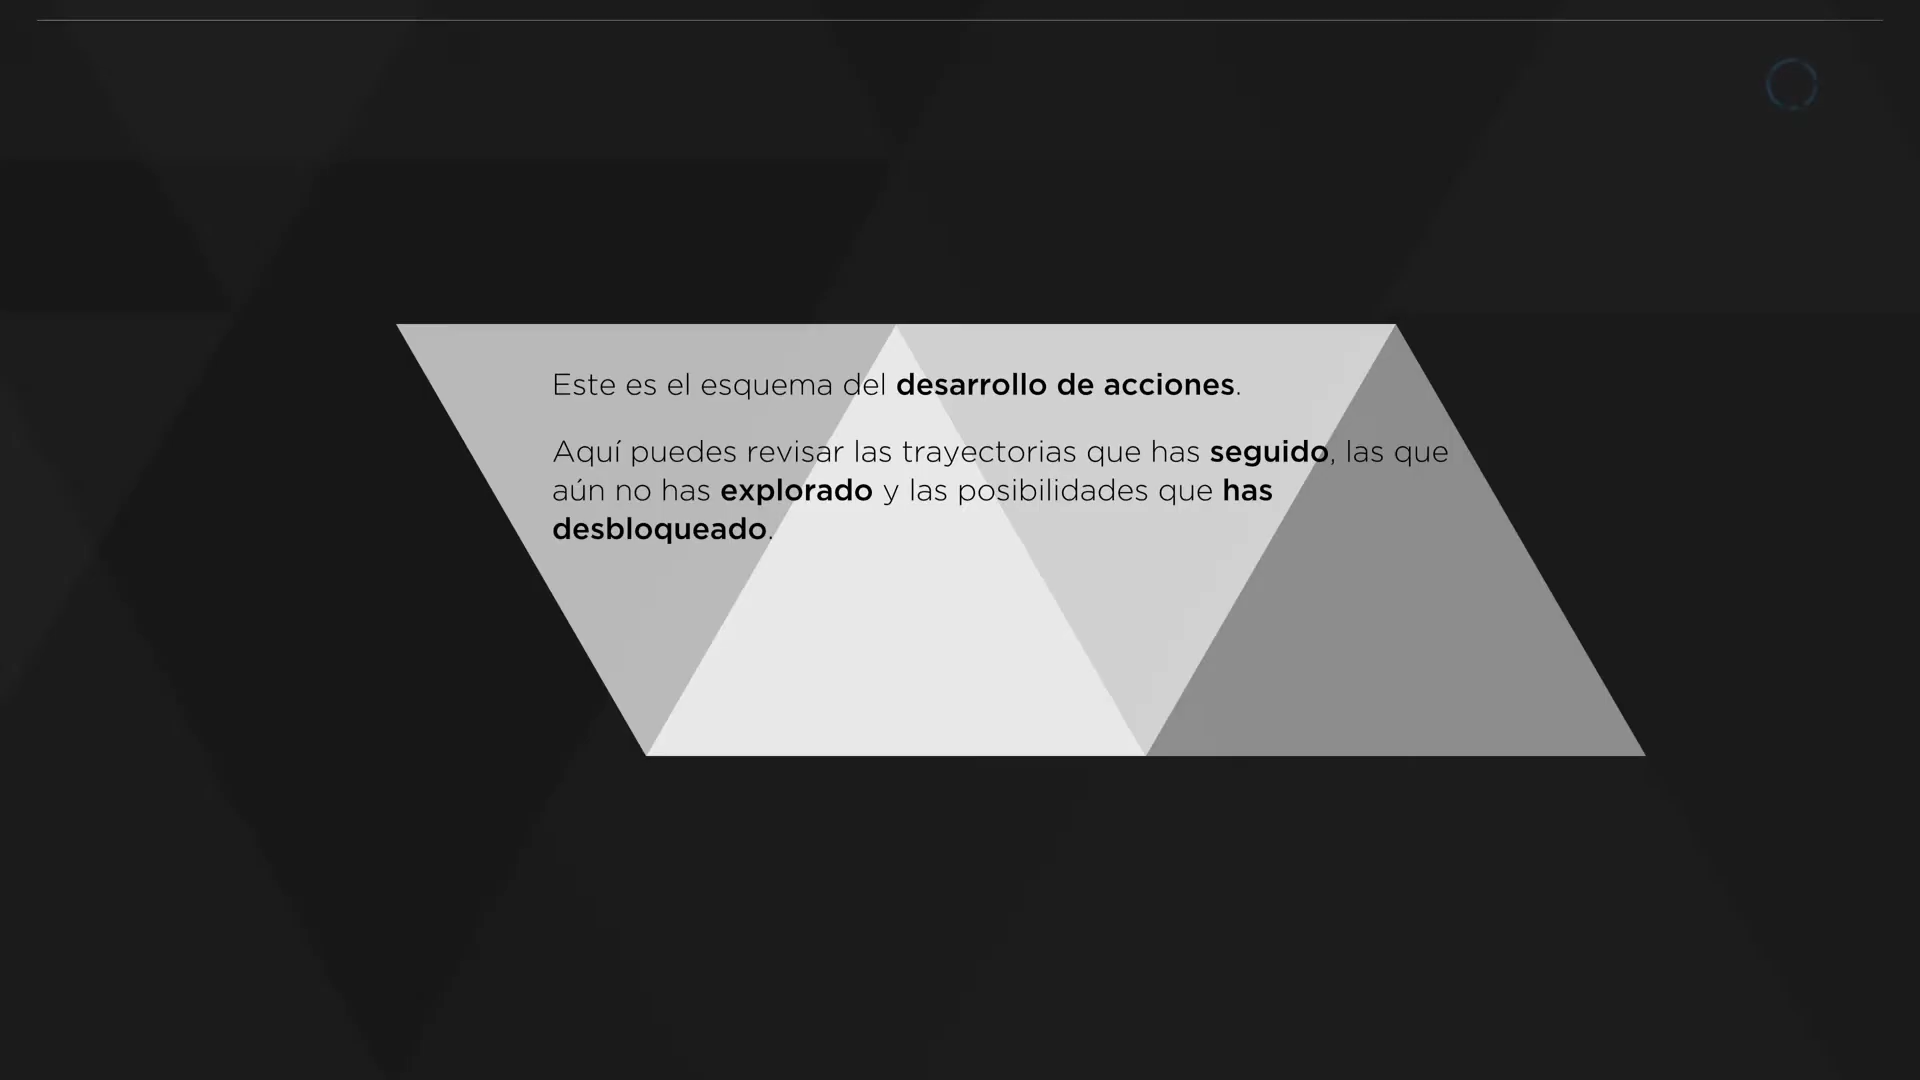 Este es el esquema del desarrollo de acciones.
Aquí puedes revisar las trayectorias que has seguido, las que
aún no has explorado y las posibilidades que has
desbloqueado.